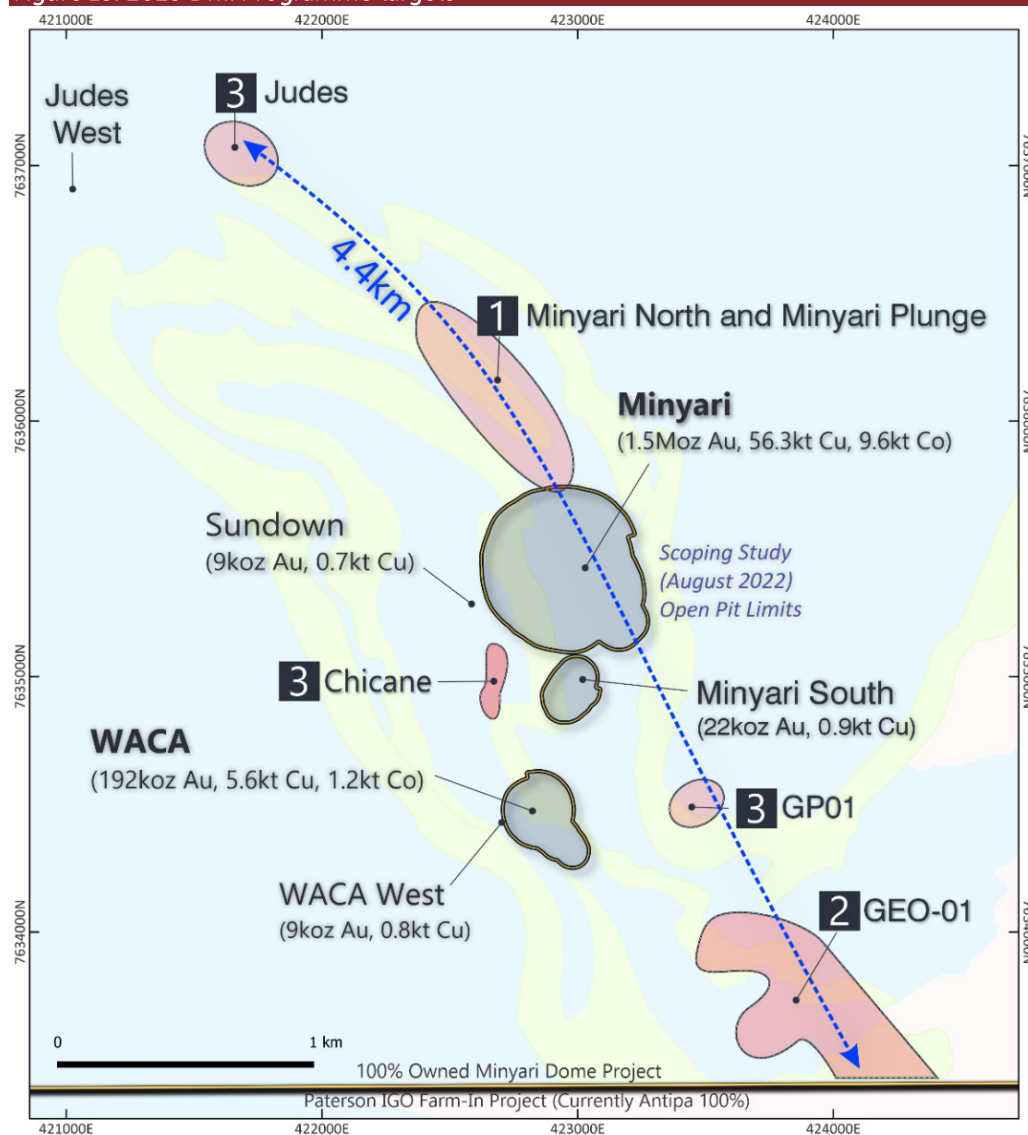 421000E
422000E
423000E
424000E
Judes
West
3 Judes
7637000N
7637000N
4.4km
1 Minyari North and Minyari Plunge
Minyari
(1.5Moz Au, 56.3kt Cu, 9.6kt Co)
7636000N
7636000N
Sundown
(9koz Au, 0.7kt Cu)
Scoping Study
(August 2022)
Open Pit Limits
3 Chicane
7635000N
7635000N
Minyari South
(22koz Au, 0.9kt Cu)
WACA
(192koz Au, 5.6kt Cu, 1.2kt Co)
3 GP01
WACA West
(9koz Au, 0.8kt Cu)
2 GEO-01
7634000N
7634000N
0
1 km
100% Owned Minyari Dome Project
Paterson IGO Farm-In Project (Currently Antipa 100%)
421000E
422000E
423000E
424000E